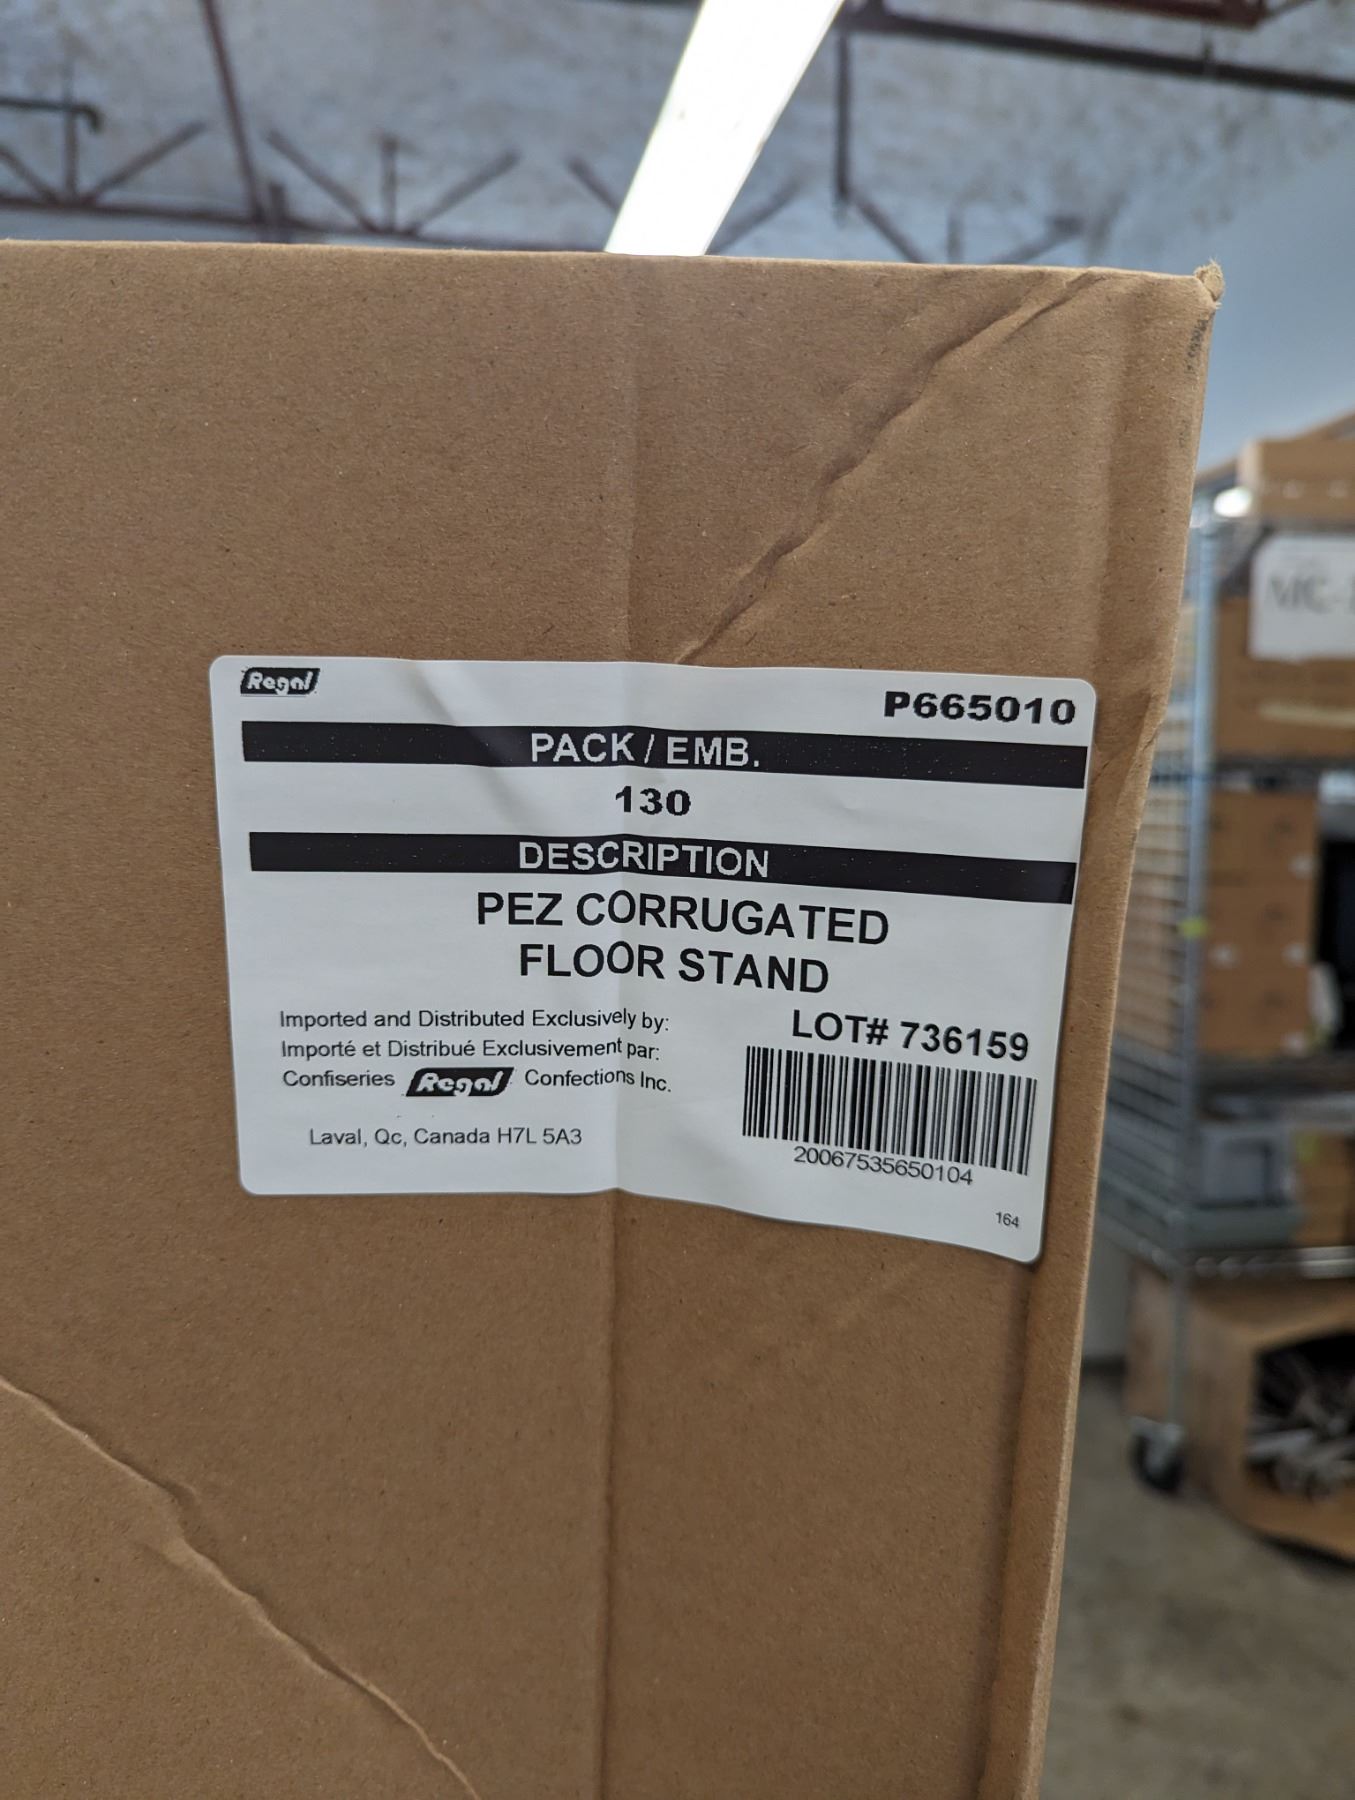 Regal
P665010
PACK / EMB.
130
DESCRIPTION
PEZ CORRUGATED
FLOOR STAND
Imported and Distributed Exclusively by:
Importé et Distribué Exclusivement par:
Confiseries Regal Confections Inc.
Laval, Qc, Canada H7L 5A3
LOT# 736159
20067535650104
164